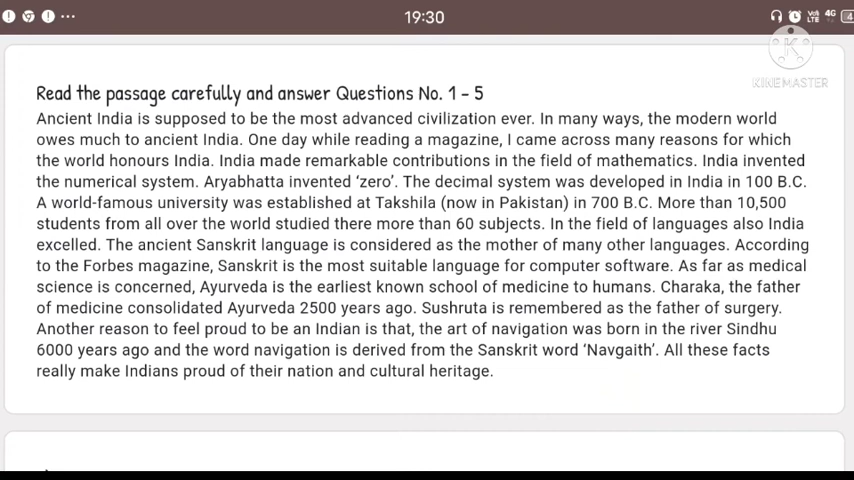 19:30
VoI LTE
4G
4
K
KINEMASTER
Read the passage carefully and answer Questions No. 1 - 5
Ancient India is supposed to be the most advanced civilization ever. In many ways, the modern world
owes much to ancient India. One day while reading a magazine, I came across many reasons for which
the world honours India. India made remarkable contributions in the field of mathematics. India invented
the numerical system. Aryabhatta invented ‘zero’. The decimal system was developed in India in 100 B.C.
A world-famous university was established at Takshila (now in Pakistan) in 700 B.C. More than 10,500
students from all over the world studied there more than 60 subjects. In the field of languages also India
excelled. The ancient Sanskrit language is considered as the mother of many other languages. According
to the Forbes magazine, Sanskrit is the most suitable language for computer software. As far as medical
science is concerned, Ayurveda is the earliest known school of medicine to humans. Charaka, the father
of medicine consolidated Ayurveda 2500 years ago. Sushruta is remembered as the father of surgery.
Another reason to feel proud to be an Indian is that, the art of navigation was born in the river Sindhu
6000 years ago and the word navigation is derived from the Sanskrit word ‘Navgaith’. All these facts
really make Indians proud of their nation and cultural heritage.